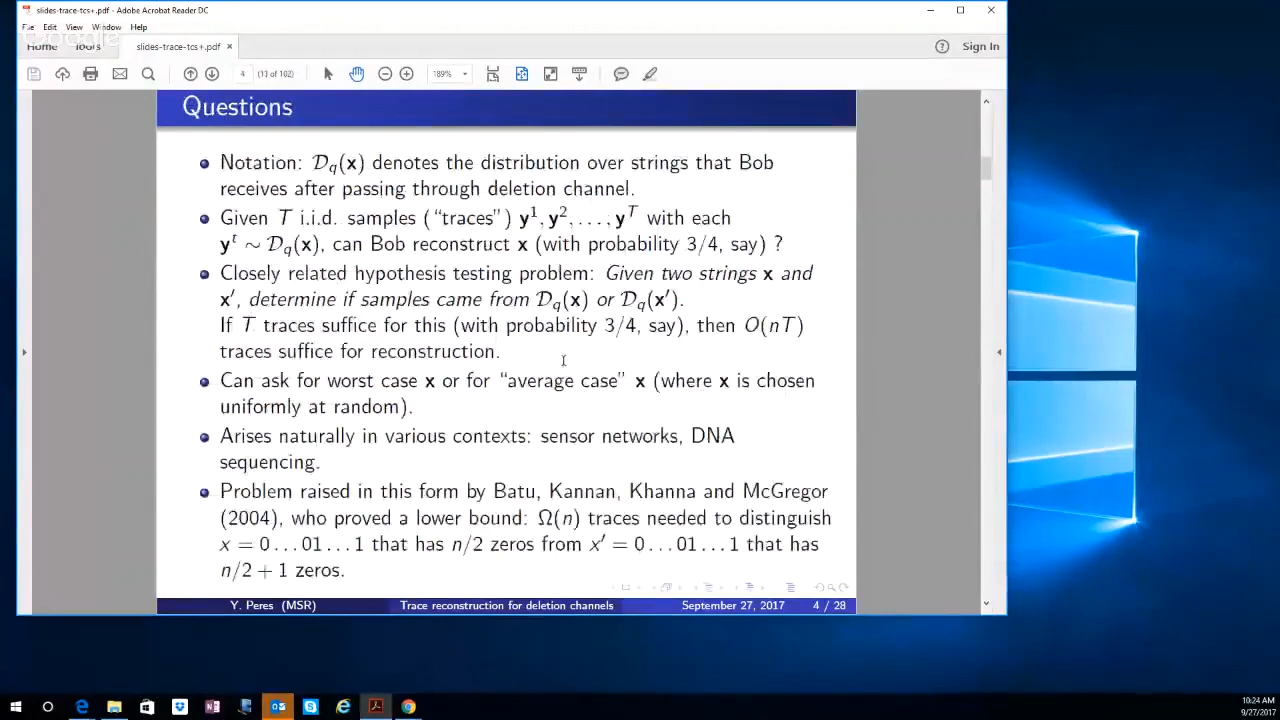 slides-trace-tcs+.pdf - Adobe Acrobat Reader DC
File Edit View Window Help
Home Tools slides-trace-tcs+.pdf × Sign In
4 (13 of 102) 189%
Questions
Notation: 𝒟q(x) denotes the distribution over strings that Bob
receives after passing through deletion channel.
Given T i.i.d. samples (“traces”) y¹, y², . . . , yᵀ with each
yᵗ ∼ 𝒟q(x), can Bob reconstruct x (with probability 3/4, say) ?
Closely related hypothesis testing problem: Given two strings x and
x′, determine if samples came from 𝒟q(x) or 𝒟q(x′).
If T traces suffice for this (with probability 3/4, say), then O(nT)
traces suffice for reconstruction.
Can ask for worst case x or for “average case” x (where x is chosen
uniformly at random).
Arises naturally in various contexts: sensor networks, DNA
sequencing.
Problem raised in this form by Batu, Kannan, Khanna and McGregor
(2004), who proved a lower bound: Ω(n) traces needed to distinguish
x = 0 . . . 01 . . . 1 that has n/2 zeros from x′ = 0 . . . 01 . . . 1 that has
n/2 + 1 zeros.
Y. Peres (MSR) Trace reconstruction for deletion channels September 27, 2017 4 / 28
10:24 AM
9/27/2017